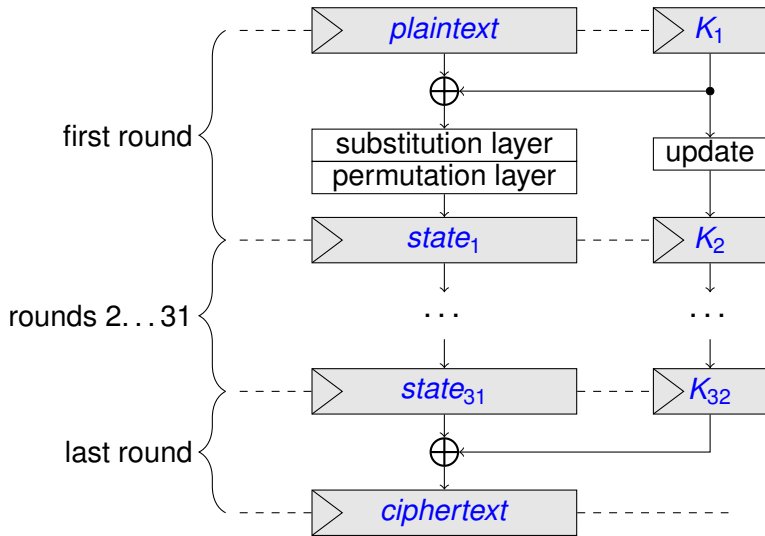 plaintext K₁
first round
substitution layer
permutation layer
update
state₁ K₂
rounds 2...31
... ...
state₃₁ K₃₂
last round
ciphertext